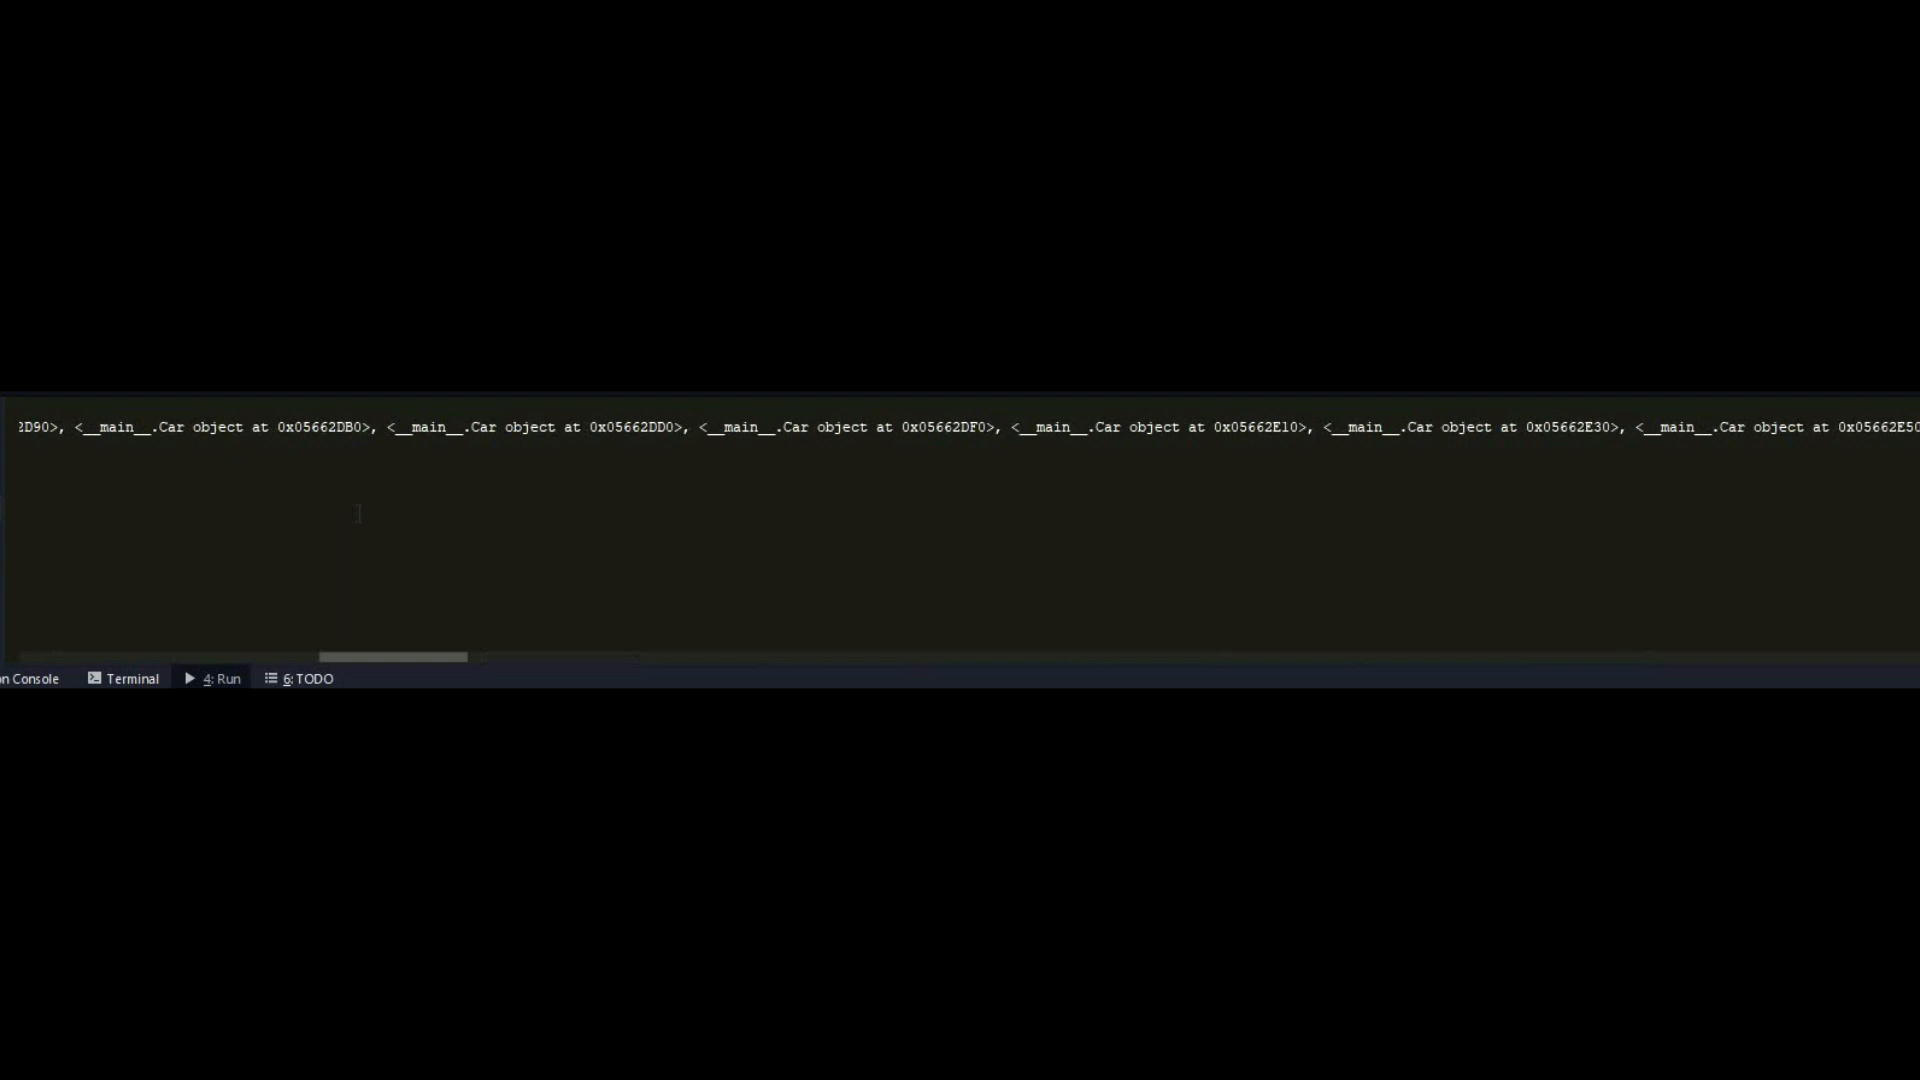 2D90>, <__main__.Car object at 0x05662DB0>, <__main__.Car object at 0x05662DD0>, <__main__.Car object at 0x05662DF0>, <__main__.Car object at 0x05662E10>, <__main__.Car object at 0x05662E30>, <__main__.Car object at 0x05662E50
on Console Terminal 4: Run 6: TODO